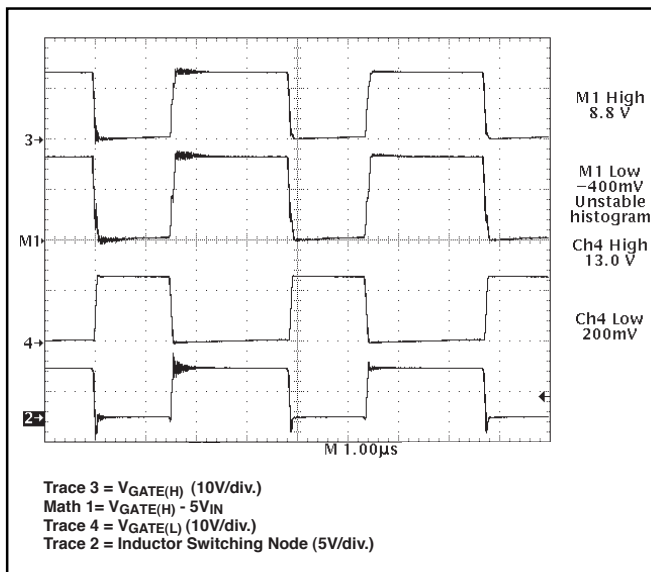 3→
M1→
4→
2→
M 1.00µs
M1 High
8.8 V
M1 Low
−400mV
Unstable
histogram
Ch4 High
13.0 V
Ch4 Low
200mV
Trace 3 = VGATE(H) (10V/div.)
Math 1= VGATE(H) - 5VIN
Trace 4 = VGATE(L) (10V/div.)
Trace 2 = Inductor Switching Node (5V/div.)